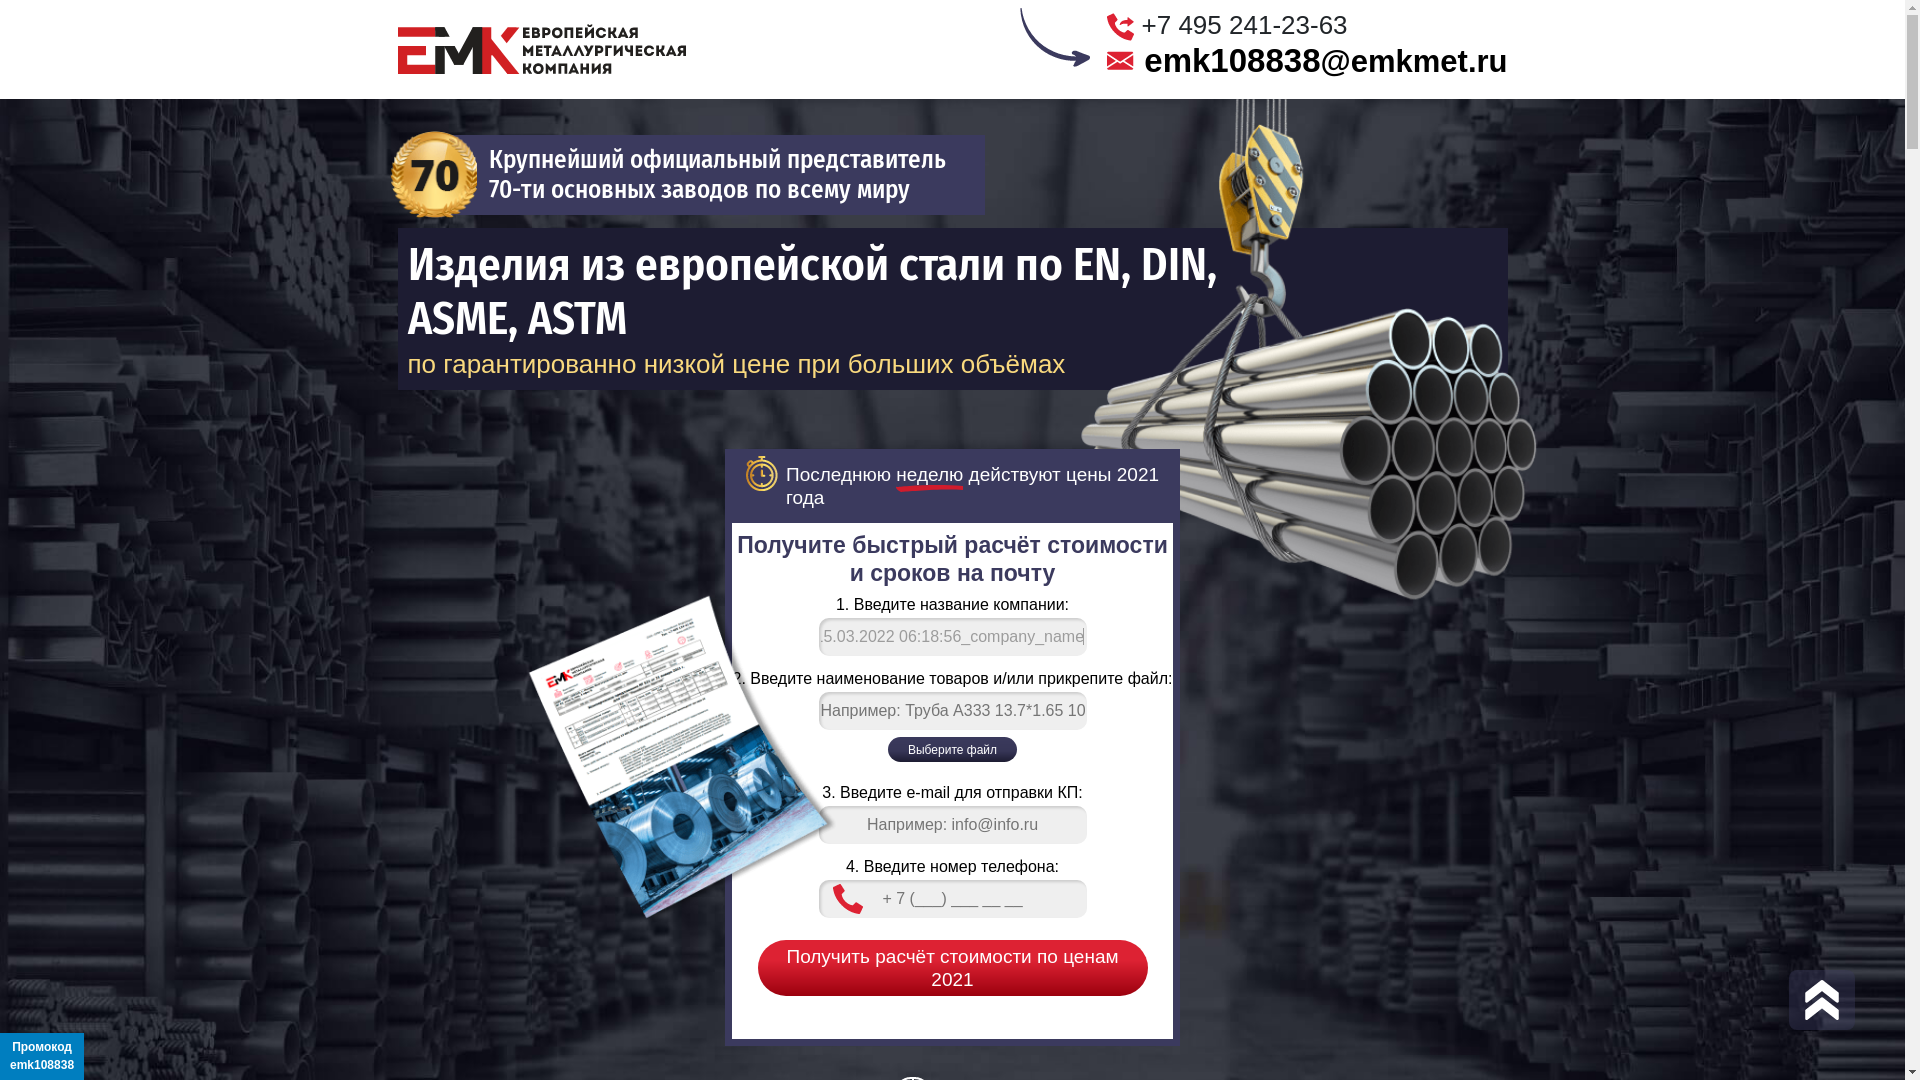 ЕВРОПЕЙСКАЯ
МЕТАЛЛУРГИЧЕСКАЯ
КОМПАНИЯ
ЕМК
+7 495 241-23-63
emk108838@emkmet.ru
70
Крупнейший официальный представитель
70-ти основных заводов по всему миру
Изделия из европейской стали по EN, DIN,
ASME, ASTM
по гарантированно низкой цене при больших объёмах
Последнюю неделю действуют цены 2021
года
Получите быстрый расчёт стоимости
и сроков на почту
1. Введите название компании:
5.03.2022 06:18:56_company_name
2. Введите наименование товаров и/или прикрепите файл:
Например: Труба А333 13.7*1.65 10
Выберите файл
3. Введите e-mail для отправки КП:
Например: info@info.ru
4. Введите номер телефона:
+ 7 (___) ___ __ __
Получить расчёт стоимости по ценам
2021
Промокод
emk108838